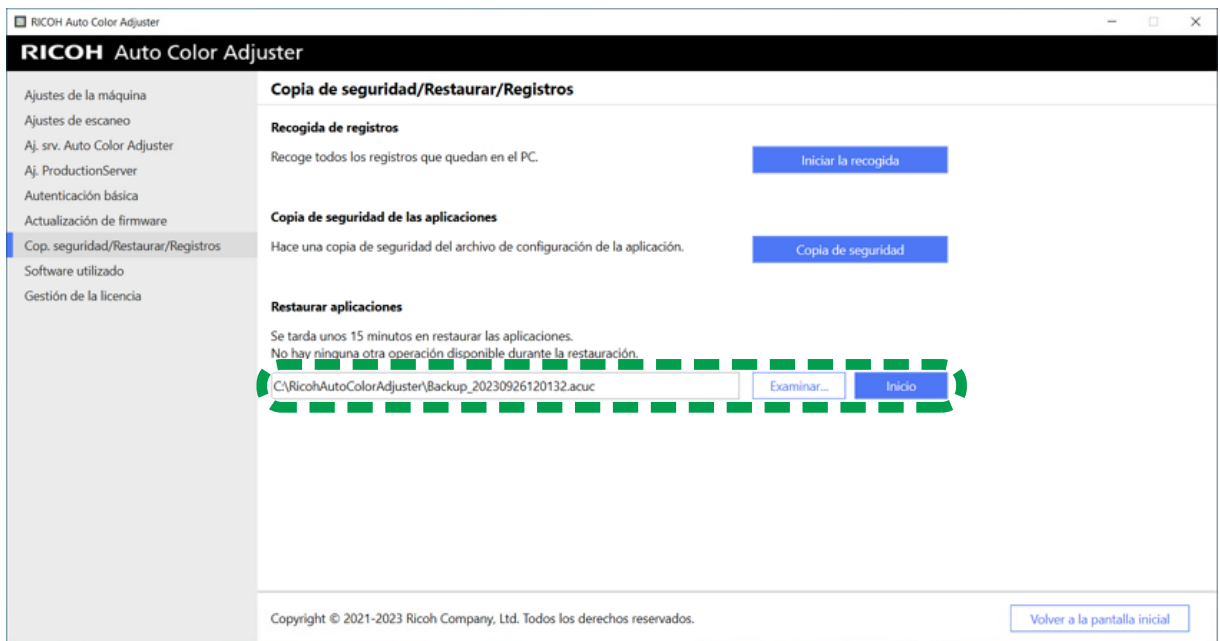 RICOH Auto Color Adjuster
RICOH Auto Color Adjuster
Ajustes de la máquina
Ajustes de escaneo
Aj. srv. Auto Color Adjuster
Aj. ProductionServer
Autenticación básica
Actualización de firmware
Cop. seguridad/Restaurar/Registros
Software utilizado
Gestión de la licencia
Copia de seguridad/Restaurar/Registros
Recogida de registros
Recoge todos los registros que quedan en el PC.
Iniciar la recogida
Copia de seguridad de las aplicaciones
Hace una copia de seguridad del archivo de configuración de la aplicación.
Copia de seguridad
Restaurar aplicaciones
Se tarda unos 15 minutos en restaurar las aplicaciones.
No hay ninguna otra operación disponible durante la restauración.
C:\RicohAutoColorAdjuster\Backup_20230926120132.acuc
Examinar...
Inicio
Copyright © 2021-2023 Ricoh Company, Ltd. Todos los derechos reservados.
Volver a la pantalla inicial